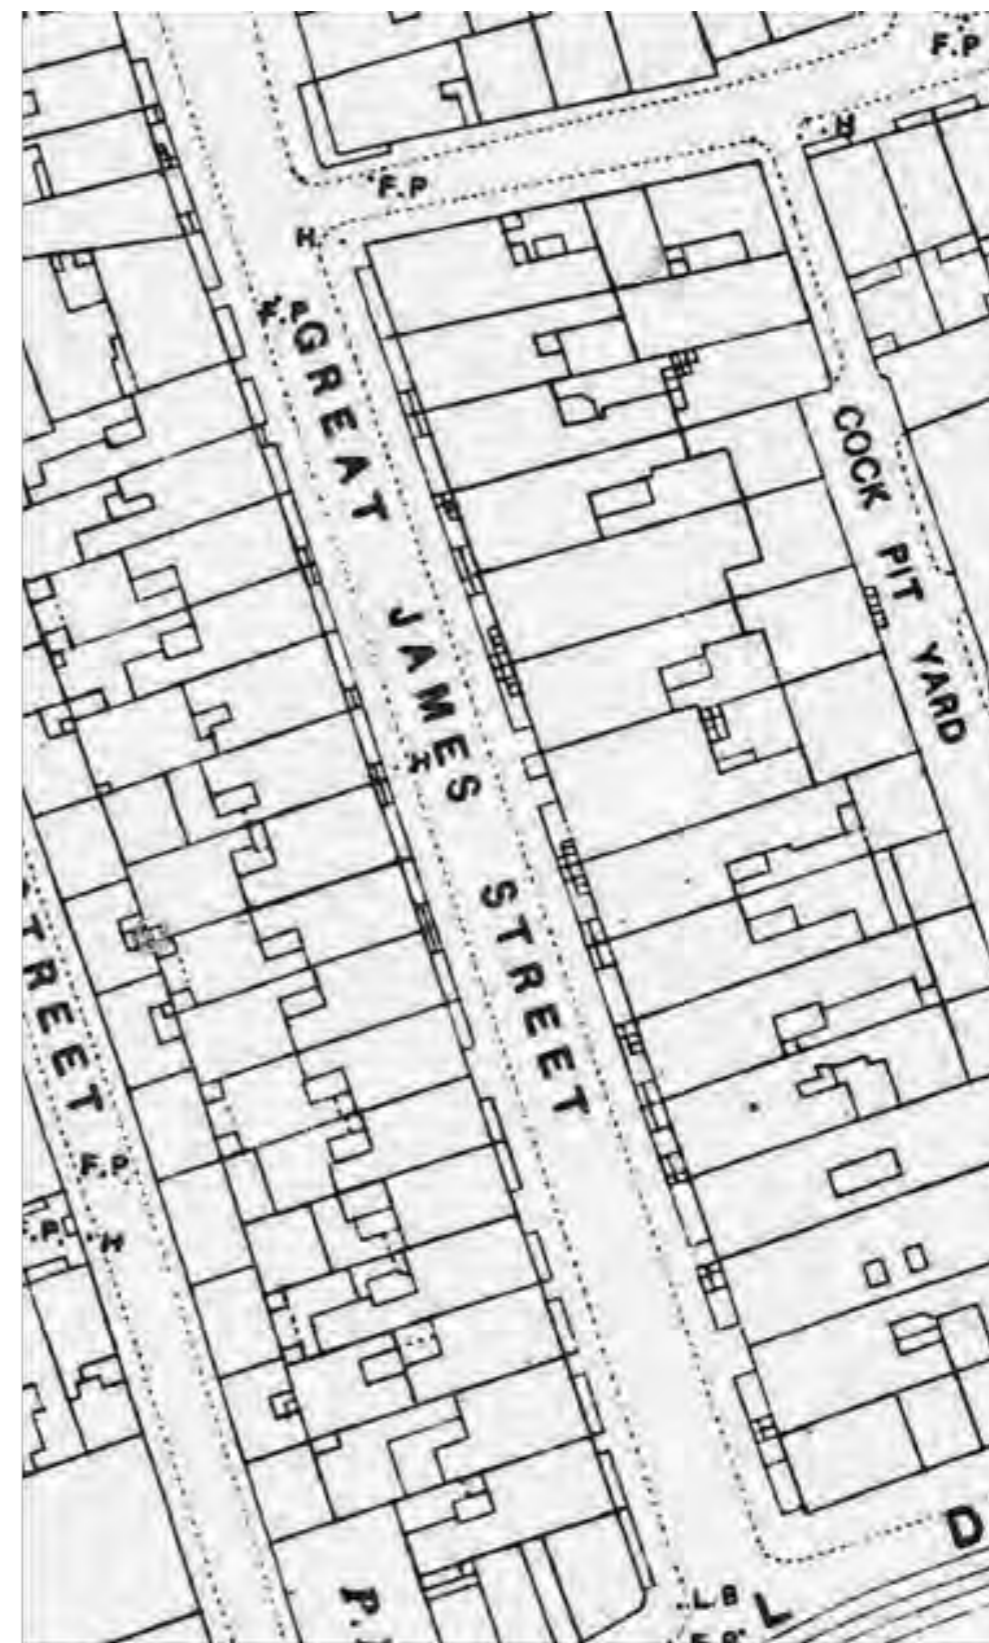 F.P
H
F.P
H
F.P
GREAT JAMES STREET
COCK PIT YARD
H
STREET
F.P.
H
P.
D
L.B
L
P.